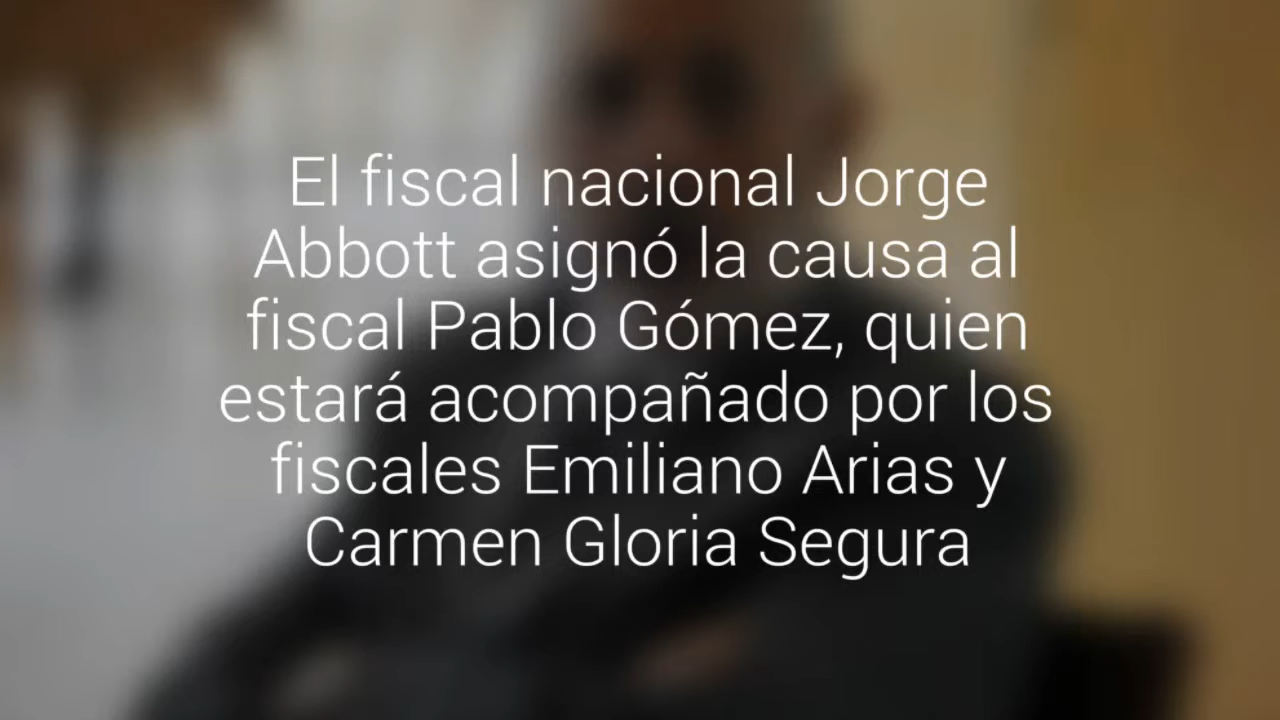 El fiscal nacional Jorge
Abbott asignó la causa al
fiscal Pablo Gómez, quien
estará acompañado por los
fiscales Emiliano Arias y
Carmen Gloria Segura